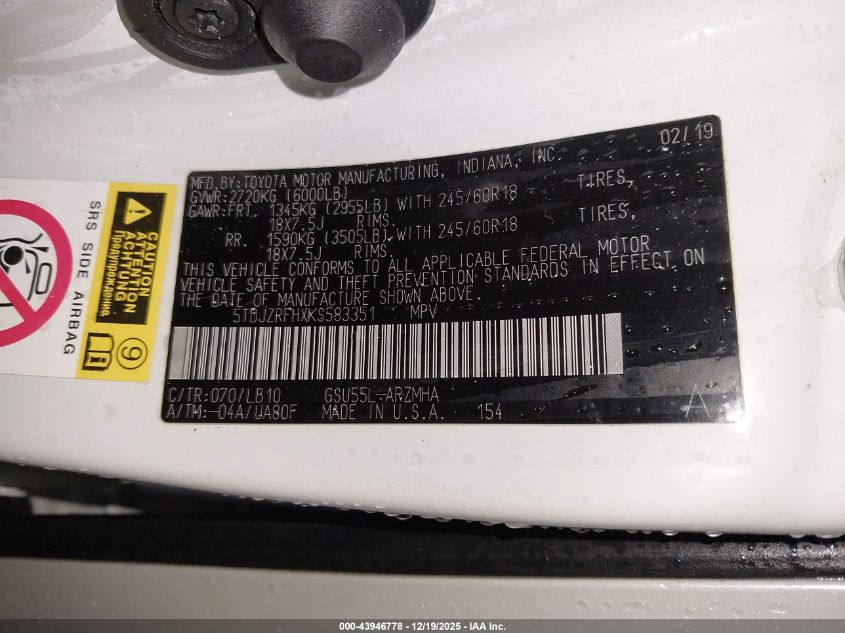 02/19
MFD.BY:TOYOTA MOTOR MANUFACTURING, INDIANA, INC.
GVWR:2720KG (6000LB)
GAWR:FRT. 1345KG (2955LB) WITH 245/60R18 TIRES,
18X7.5J RIMS.
RR. 1590KG (3505LB) WITH 245/60R18 TIRES,
18X7.5J RIMS.
THIS VEHICLE CONFORMS TO ALL APPLICABLE FEDERAL MOTOR
VEHICLE SAFETY AND THEFT PREVENTION STANDARDS IN EFFECT ON
THE DATE OF MANUFACTURE SHOWN ABOVE.
5TDJZRFHXKS583351 MPV
C/TR:070/LB10 GSU55L-ARZMHA
A/TM:-04A/UA80F MADE IN U.S.A. 154
A
SRS SIDE AIRBAG
CAUTION
ATTENTION
ACHTUNG
Предупреждение
9
000-43946778 - 12/19/2025 - IAA Inc.